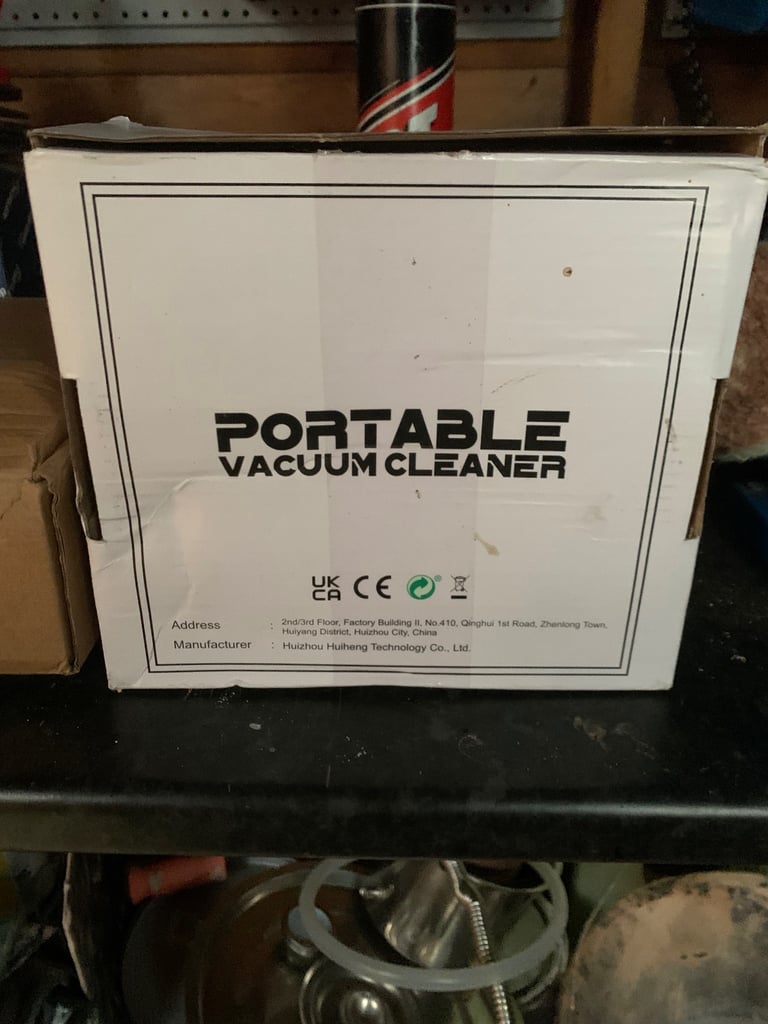 PORTABLE
VACUUM CLEANER
UK
CA CE
Address : 2nd/3rd Floor, Factory Building II, No.410, Qinghui 1st Road, Zhenlong Town,
Huiyang District, Huizhou City, China
Manufacturer : Huizhou Huiheng Technology Co., Ltd.